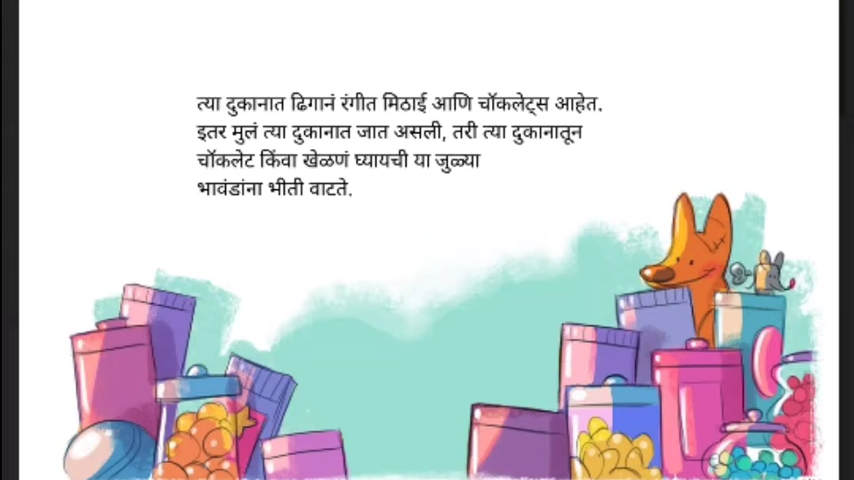 त्या दुकानात ढिगानं रंगीत मिठाई आणि चॉकलेट्स आहेत.
इतर मुलं त्या दुकानात जात असली, तरी त्या दुकानातून
चॉकलेट किंवा खेळणं घ्यायची या जुळ्या
भावंडांना भीती वाटते.